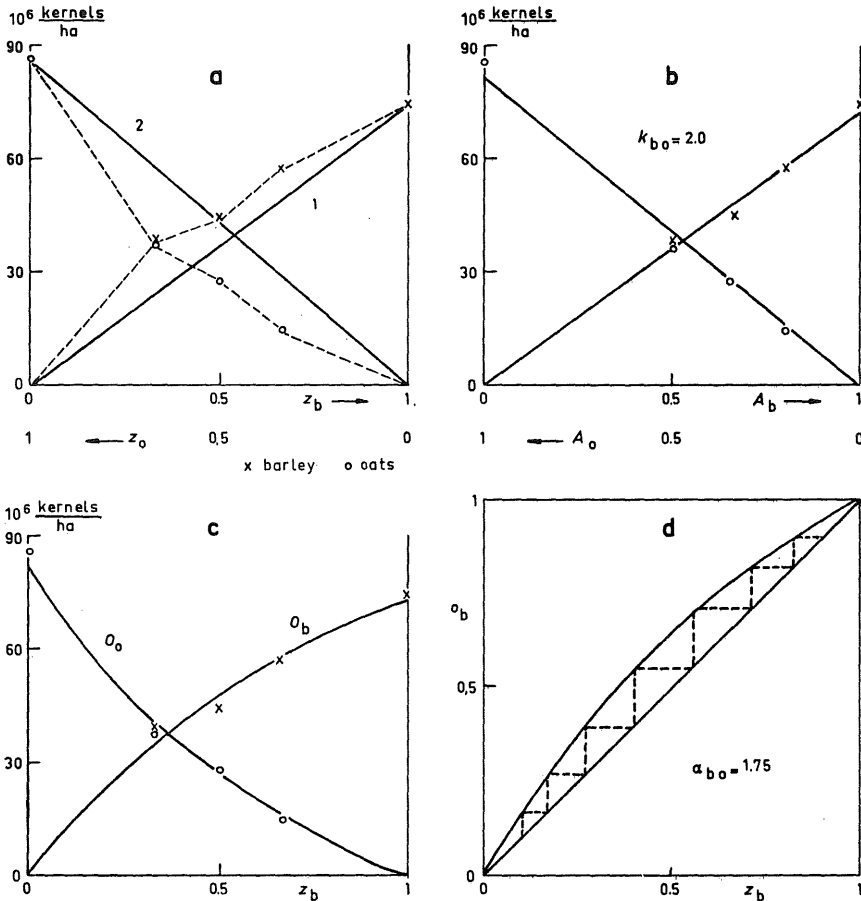 10⁶ kernels/ha
90
60
30
0
a
2
1
0 0.5 1
z_b →
1 ← z_o 0,5 0
10⁶ kernels/ha
90
60
30
0
b
k_bo = 2.0
0 0.5 1
A_b →
1 ← A_o 0.5 0
x barley o oats
10⁶ kernels/ha
90
60
30
0
c
O_o
O_b
0 0.5 1
z_b
1
o_b
0,5
0
d
α_bo = 1.75
0 0.5 1
z_b